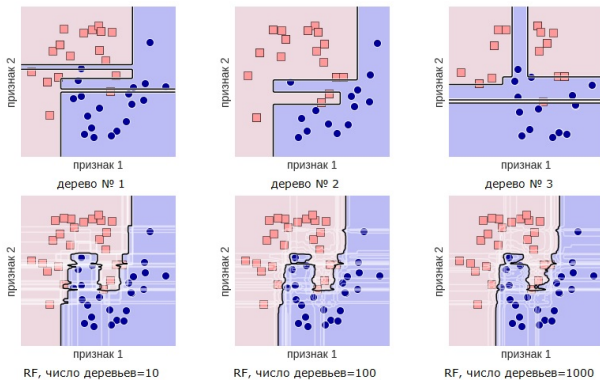 признак 2
признак 2
признак 2
признак 1
признак 1
признак 1
дерево № 1
дерево № 2
дерево № 3
признак 2
признак 2
признак 2
признак 1
признак 1
признак 1
RF, число деревьев=10
RF, число деревьев=100
RF, число деревьев=1000